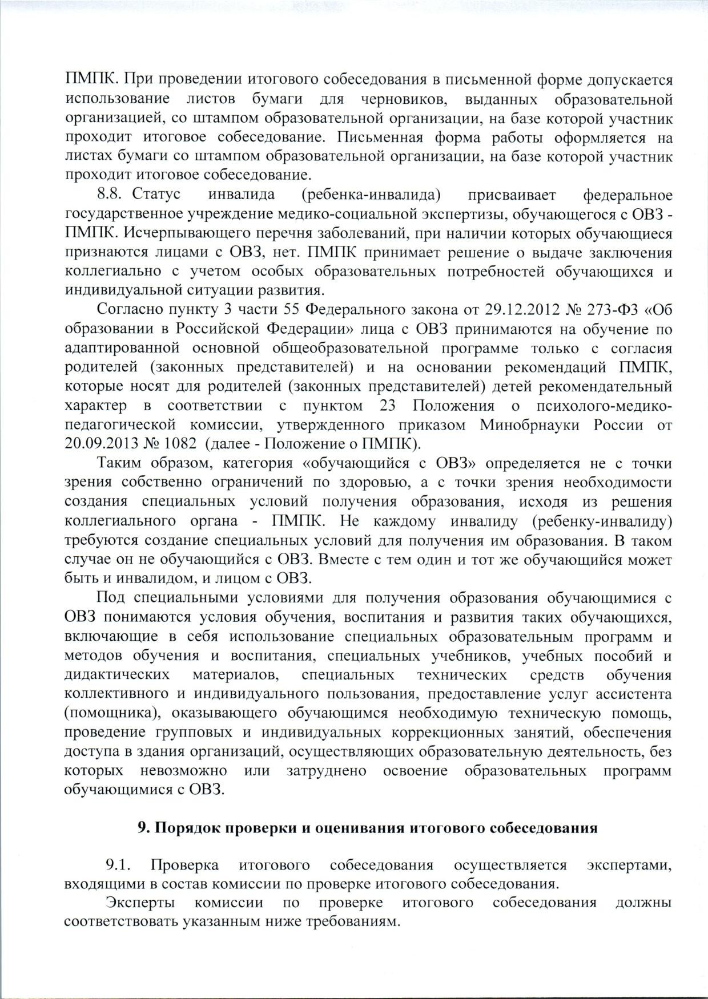 ПМПК. При проведении итогового собеседования в письменной форме допускается
использование листов бумаги для черновиков, выданных образовательной
организацией, со штампом образовательной организации, на базе которой участник
проходит итоговое собеседование. Письменная форма работы оформляется на
листах бумаги со штампом образовательной организации, на базе которой участник
проходит итоговое собеседование.
8.8. Статус инвалида (ребенка-инвалида) присваивает федеральное
государственное учреждение медико-социальной экспертизы, обучающегося с ОВЗ -
ПМПК. Исчерпывающего перечня заболеваний, при наличии которых обучающиеся
признаются лицами с ОВЗ, нет. ПМПК принимает решение о выдаче заключения
коллегиально с учетом особых образовательных потребностей обучающихся и
индивидуальной ситуации развития.
Согласно пункту 3 части 55 Федерального закона от 29.12.2012 № 273-ФЗ «Об
образовании в Российской Федерации» лица с ОВЗ принимаются на обучение по
адаптированной основной общеобразовательной программе только с согласия
родителей (законных представителей) и на основании рекомендаций ПМПК,
которые носят для родителей (законных представителей) детей рекомендательный
характер в соответствии с пунктом 23 Положения о психолого-медико-
педагогической комиссии, утвержденного приказом Минобрнауки России от
20.09.2013 № 1082 (далее - Положение о ПМПК).
Таким образом, категория «обучающийся с ОВЗ» определяется не с точки
зрения собственно ограничений по здоровью, а с точки зрения необходимости
создания специальных условий получения образования, исходя из решения
коллегиального органа - ПМПК. Не каждому инвалиду (ребенку-инвалиду)
требуются создание специальных условий для получения им образования. В таком
случае он не обучающийся с ОВЗ. Вместе с тем один и тот же обучающийся может
быть и инвалидом, и лицом с ОВЗ.
Под специальными условиями для получения образования обучающимися с
ОВЗ понимаются условия обучения, воспитания и развития таких обучающихся,
включающие в себя использование специальных образовательным программ и
методов обучения и воспитания, специальных учебников, учебных пособий и
дидактических материалов, специальных технических средств обучения
коллективного и индивидуального пользования, предоставление услуг ассистента
(помощника), оказывающего обучающимся необходимую техническую помощь,
проведение групповых и индивидуальных коррекционных занятий, обеспечения
доступа в здания организаций, осуществляющих образовательную деятельность, без
которых невозможно или затруднено освоение образовательных программ
обучающимися с ОВЗ.
9. Порядок проверки и оценивания итогового собеседования
9.1. Проверка итогового собеседования осуществляется экспертами,
входящими в состав комиссии по проверке итогового собеседования.
Эксперты комиссии по проверке итогового собеседования должны
соответствовать указанным ниже требованиям.